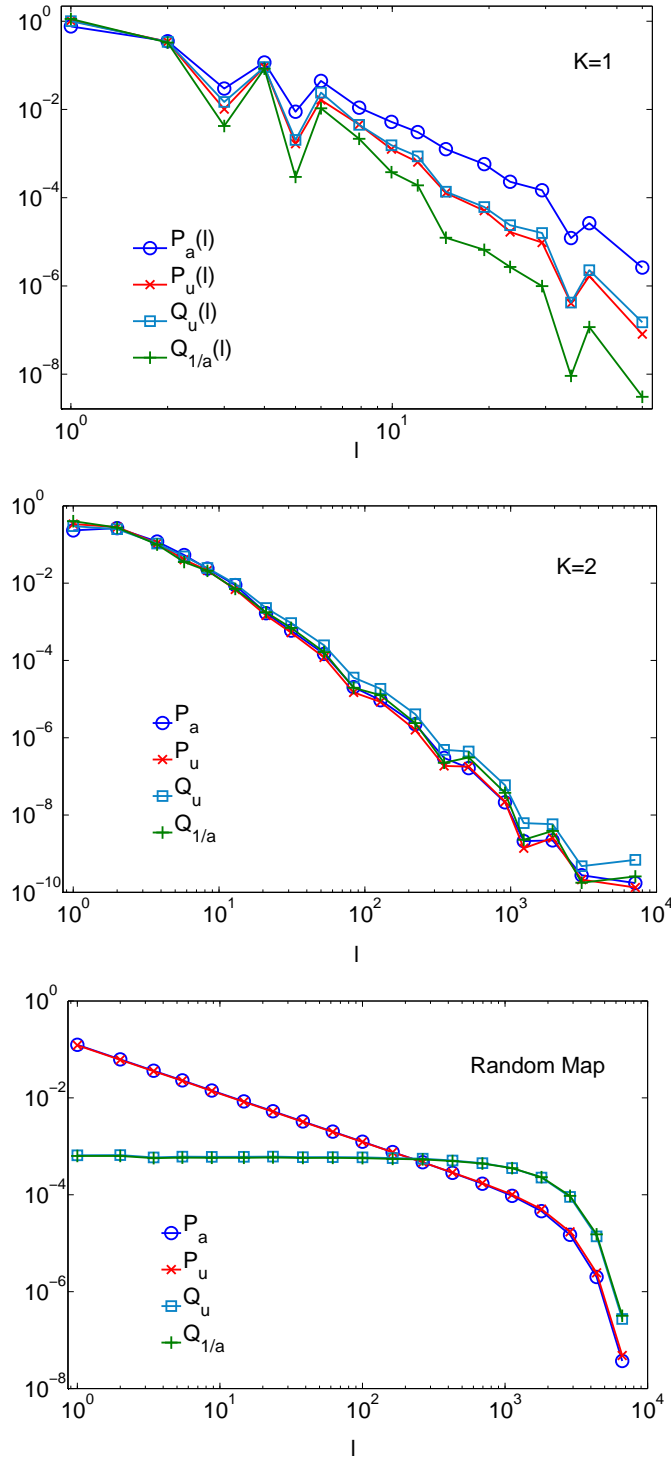 10^0
K=1
10^-2
10^-4
P_a(l)
P_u(l)
Q_u(l)
Q_1/a(l)
10^-6
10^-8
10^0 10^1
l
10^0
K=2
10^-2
10^-4
P_a
P_u
Q_u
Q_1/a
10^-6
10^-8
10^-10
10^0 10^1 10^2 10^3 10^4
l
10^0
Random Map
10^-2
10^-4
P_a
P_u
Q_u
Q_1/a
10^-6
10^-8
10^0 10^1 10^2 10^3 10^4
l